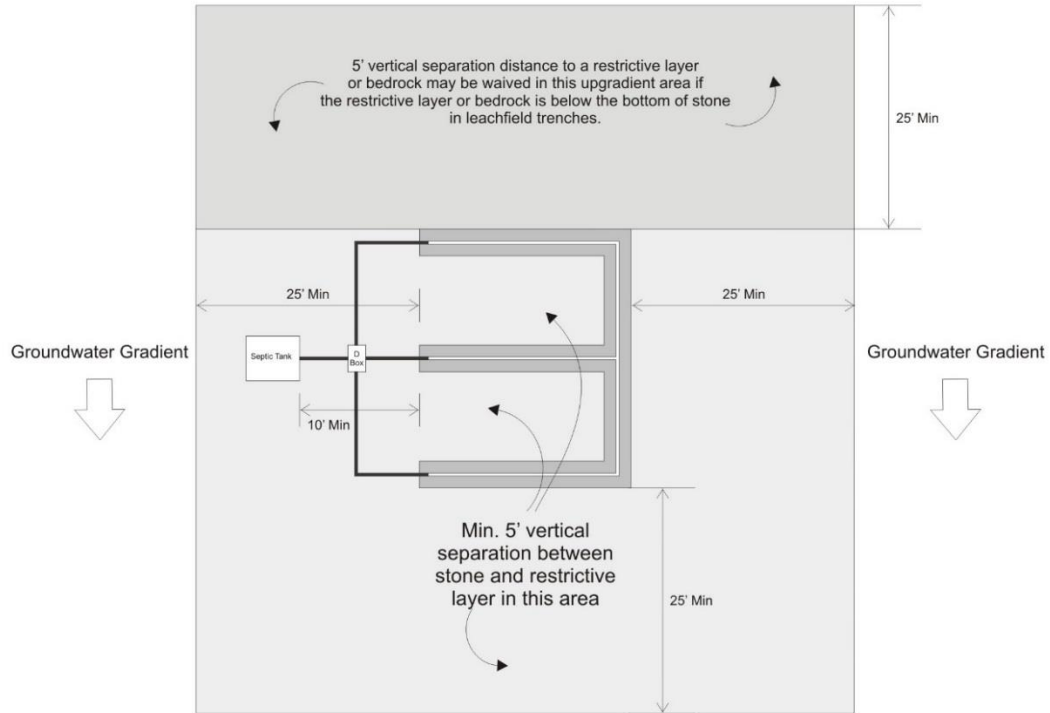 5’ vertical separation distance to a restrictive layer
or bedrock may be waived in this upgradient area if
the restrictive layer or bedrock is below the bottom of stone
in leachfield trenches.
25’ Min
25’ Min
25’ Min
Groundwater Gradient
Groundwater Gradient
Septic Tank
D
Box
10’ Min
Min. 5’ vertical
separation between
stone and restrictive
layer in this area
25’ Min